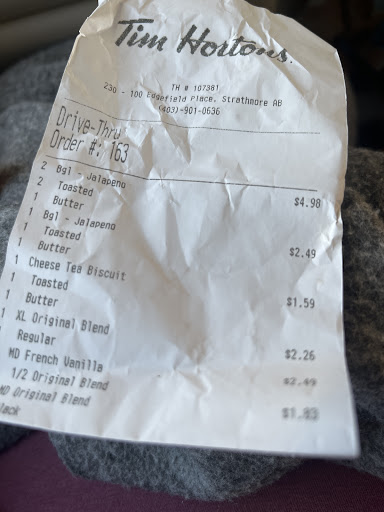 Tim Hortons.
TH # 107381
230 - 100 Edgefield Place, Strathmore AB
(403)-901-0636
Drive-Thru
Order #: 163
2 Bgl - Jalapeno $4.98
2 Toasted
1 Butter
1 Bgl - Jalapeno $2.49
1 Toasted
1 Butter
1 Cheese Tea Biscuit $1.59
1 Toasted
1 Butter
1 XL Original Blend $2.26
Regular
MD French Vanilla $2.49
1/2 Original Blend
MD Original Blend $1.83
lack